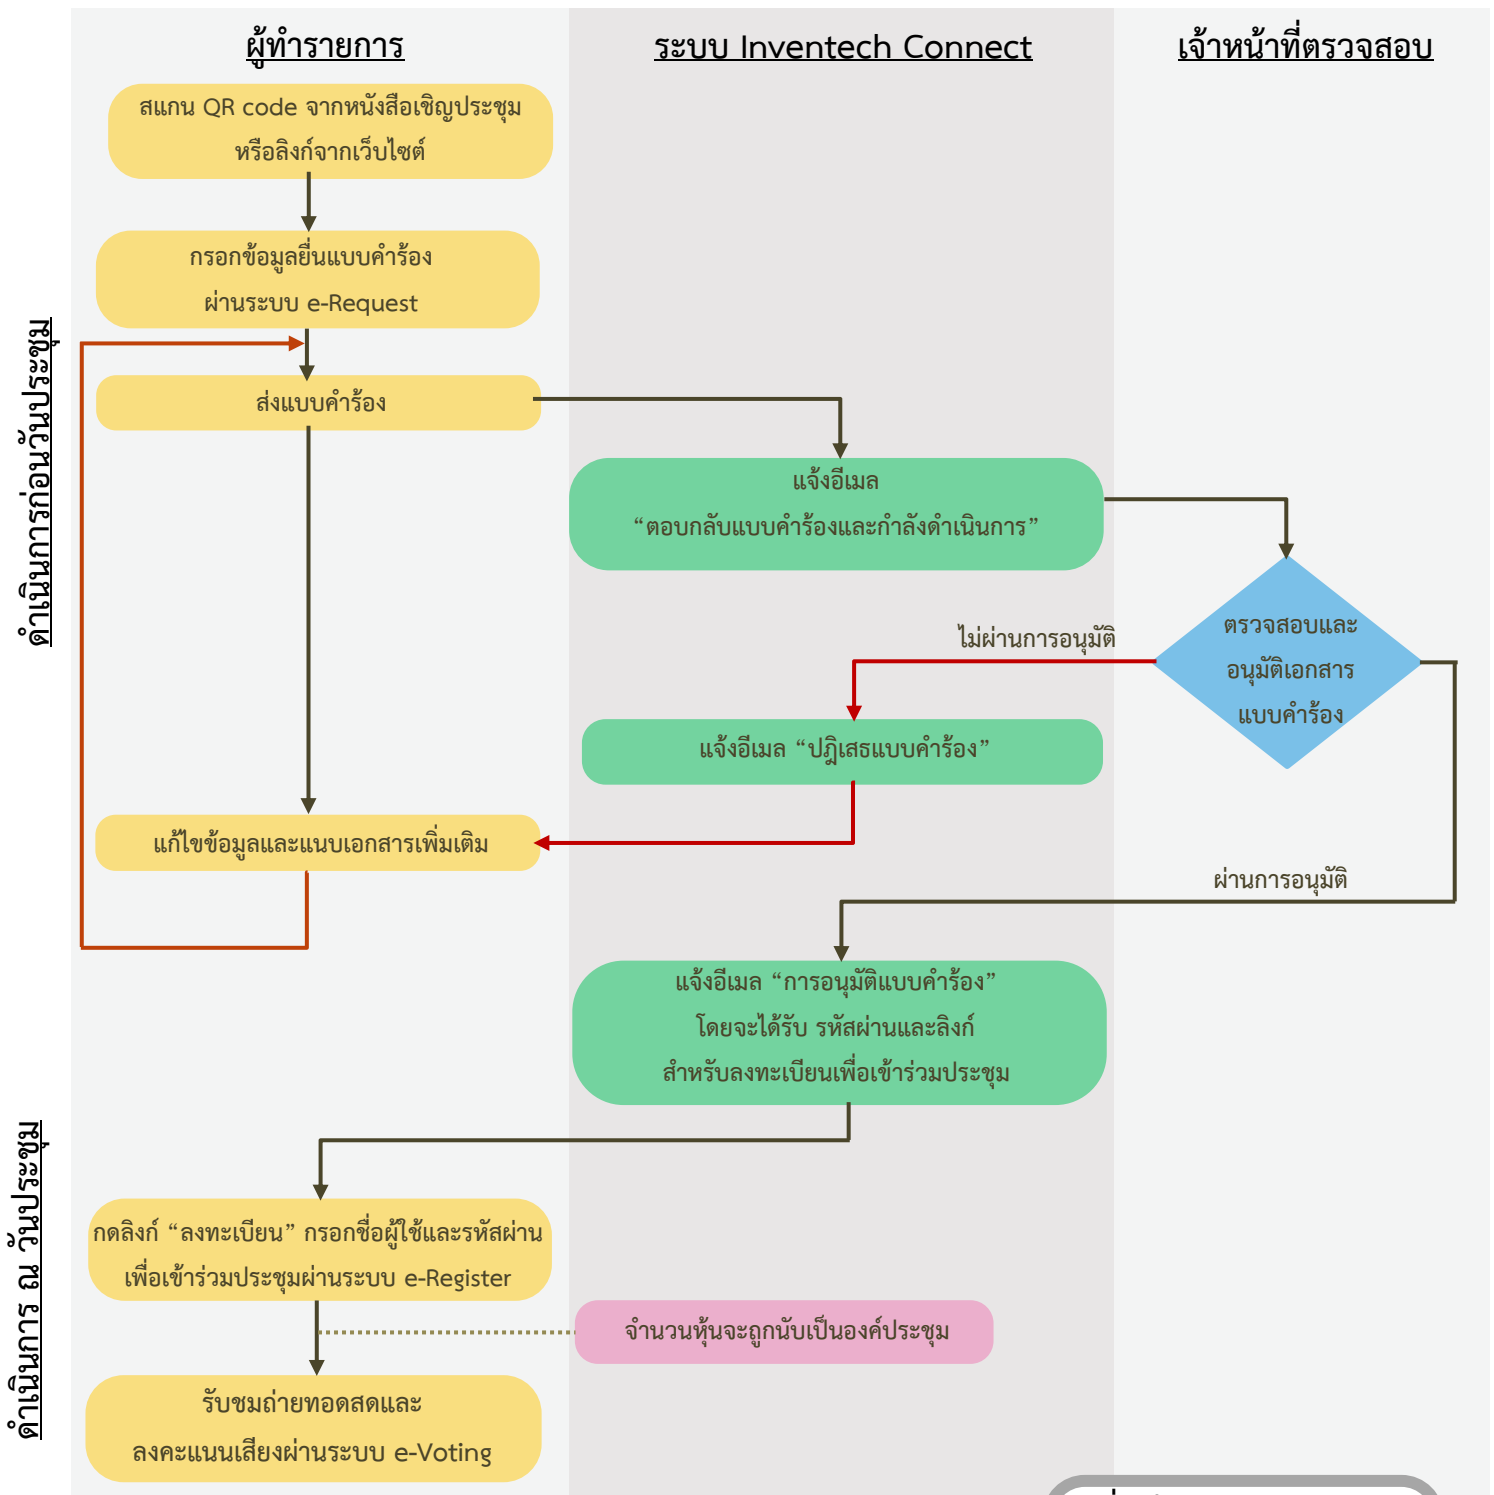 ผู้ทำรายการ
ระบบ Inventech Connect
เจ้าหน้าที่ตรวจสอบ
ดำเนินการก่อนวันประชุม
สแกน QR code จากหนังสือเชิญประชุม
หรือลิงก์จากเว็บไซต์
กรอกข้อมูลยื่นแบบคำร้อง
ผ่านระบบ e-Request
ส่งแบบคำร้อง
แจ้งอีเมล
“ตอบกลับแบบคำร้องและกำลังดำเนินการ”
ตรวจสอบและ
อนุมัติเอกสาร
แบบคำร้อง
ไม่ผ่านการอนุมัติ
แจ้งอีเมล “ปฎิเสธแบบคำร้อง”
แก้ไขข้อมูลและแนบเอกสารเพิ่มเติม
ผ่านการอนุมัติ
แจ้งอีเมล “การอนุมัติแบบคำร้อง”
โดยจะได้รับ รหัสผ่านและลิงก์
สำหรับลงทะเบียนเพื่อเข้าร่วมประชุม
ดำเนินการ ณ วันประชุม
กดลิงก์ “ลงทะเบียน” กรอกชื่อผู้ใช้และรหัสผ่าน
เพื่อเข้าร่วมประชุมผ่านระบบ e-Register
จำนวนหุ้นจะถูกนับเป็นองค์ประชุม
รับชมถ่ายทอดสดและ
ลงคะแนนเสียงผ่านระบบ e-Voting